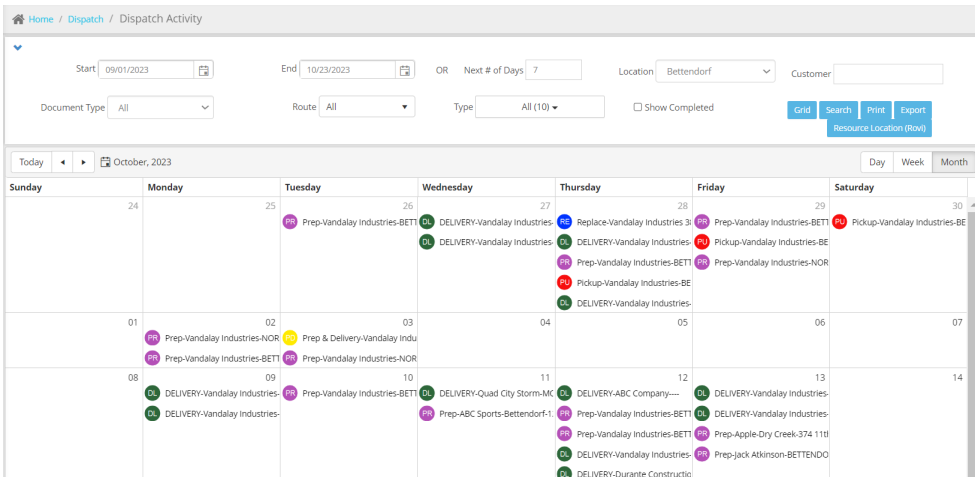 Home / Dispatch / Dispatch Activity
Start 09/01/2023 End 10/23/2023 OR Next # of Days 7 Location Bettendorf Customer
Document Type All Route All Type All (10) Show Completed Grid Search Print Export
Resource Location (Rovi)
Today October, 2023 Day Week Month
Sunday Monday Tuesday Wednesday Thursday Friday Saturday
24 25 26 27 28 29 30
PR Prep-Vandalay Industries-BETT DL DELIVERY-Vandalay Industries- RE Replace-Vandalay Industries 3 PR Prep-Vandalay Industries-BETT PU Pickup-Vandalay Industries-BE
DL DELIVERY-Vandalay Industries- DL DELIVERY-Vandalay Industries- PU Pickup-Vandalay Industries-BE
PR Prep-Vandalay Industries-BETT PR Prep-Vandalay Industries-NOR
PU Pickup-Vandalay Industries-BE
DL DELIVERY-Vandalay Industries-
01 02 03 04 05 06 07
PR Prep-Vandalay Industries-NOR PD Prep & Delivery-Vandalay Indu
PR Prep-Vandalay Industries-BETT PR Prep-Vandalay Industries-NOR
08 09 10 11 12 13 14
DL DELIVERY-Vandalay Industries- PR Prep-Vandalay Industries-BETT DL DELIVERY-Quad City Storm-MC DL DELIVERY-ABC Company---- DL DELIVERY-Vandalay Industries-
DL DELIVERY-Vandalay Industries- PR Prep-ABC Sports-Bettendorf-1 PR Prep-Vandalay Industries-BETT DL DELIVERY-Vandalay Industries-
PR Prep-Vandalay Industries-BETT PR Prep-Apple-Dry Creek-374 11th
DL DELIVERY-Vandalay Industries- PR Prep-Jack Atkinson-BETTENDO
DL DELIVERY-Durante Constructio